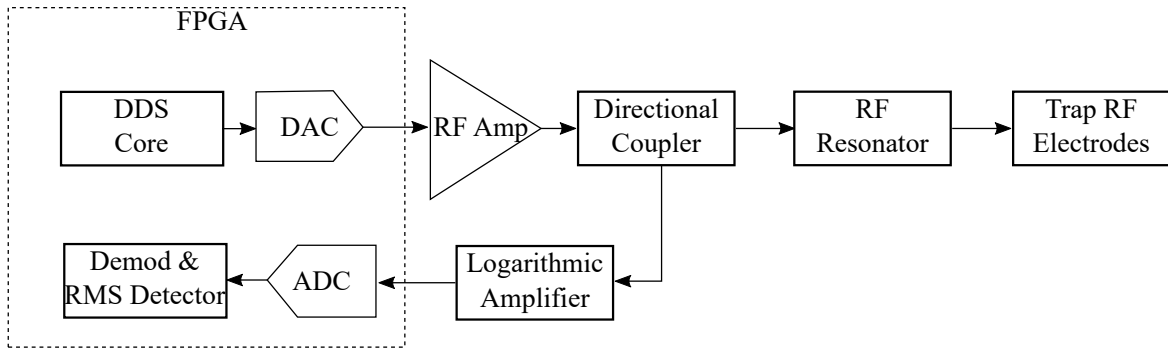 FPGA
DDS
Core
DAC
RF Amp
Directional
Coupler
RF
Resonator
Trap RF
Electrodes
Demod &
RMS Detector
ADC
Logarithmic
Amplifier